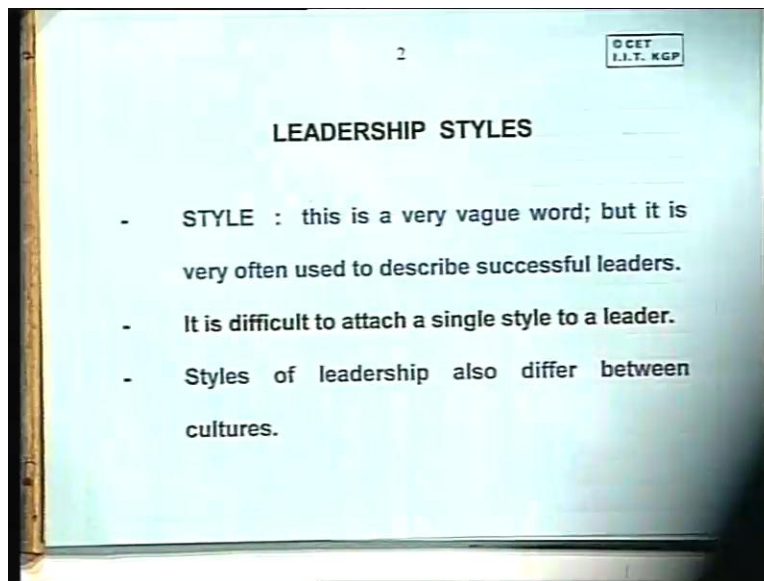 2
© CET
I.I.T. KGP
LEADERSHIP STYLES
- STYLE : this is a very vague word; but it is
very often used to describe successful leaders.
- It is difficult to attach a single style to a leader.
- Styles of leadership also differ between
cultures.